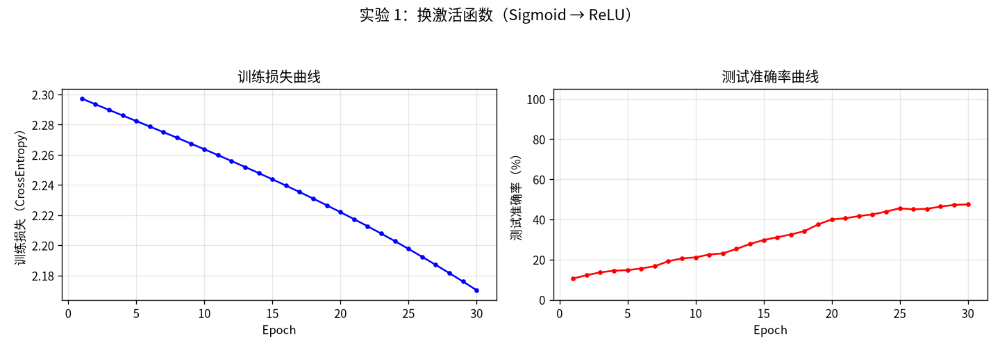 实验 1：换激活函数（Sigmoid → ReLU）
训练损失曲线
训练损失（CrossEntropy）
2.30
2.28
2.26
2.24
2.22
2.20
2.18
0 5 10 15 20 25 30
Epoch
测试准确率曲线
测试准确率（%）
100
80
60
40
20
0
0 5 10 15 20 25 30
Epoch